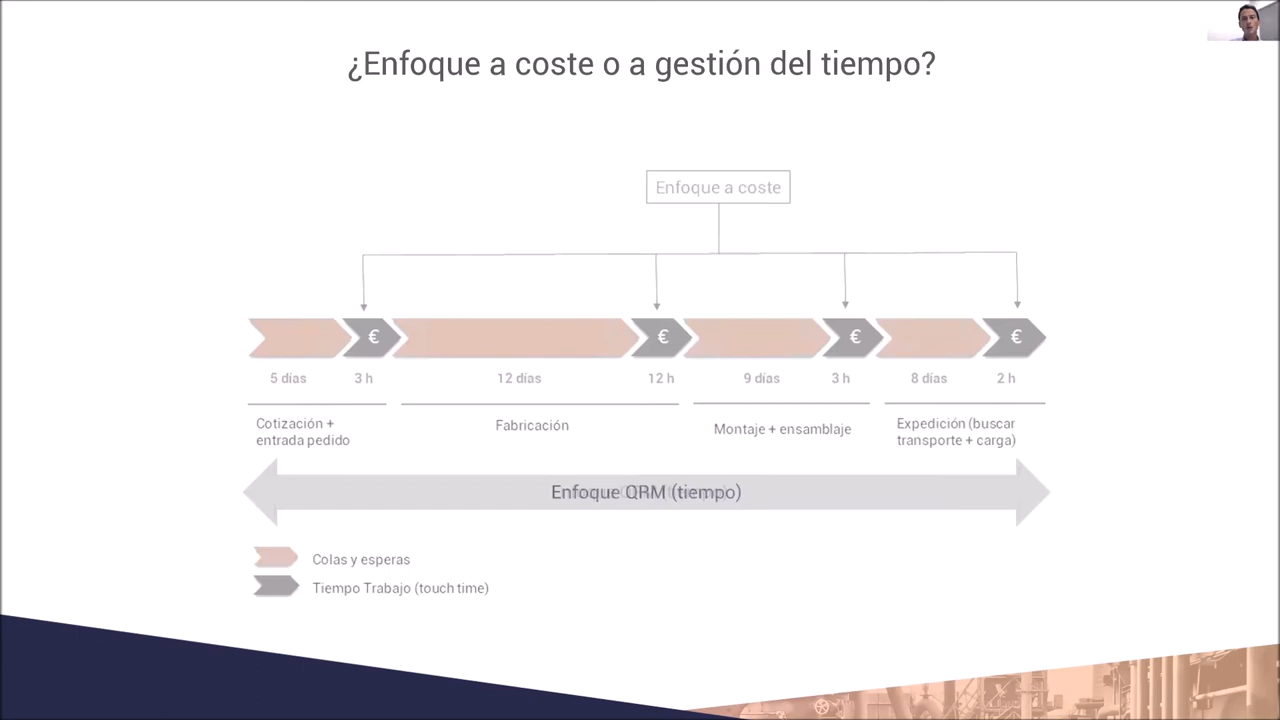 ¿Enfoque a coste o a gestión del tiempo?
Enfoque a coste
€ € € €
5 días 3 h 12 días 12 h 9 días 3 h 8 días 2 h
Cotización +
entrada pedido
Fabricación
Montaje + ensamblaje
Expedición (buscar
transporte + carga)
Enfoque QRM (tiempo)
Colas y esperas
Tiempo Trabajo (touch time)